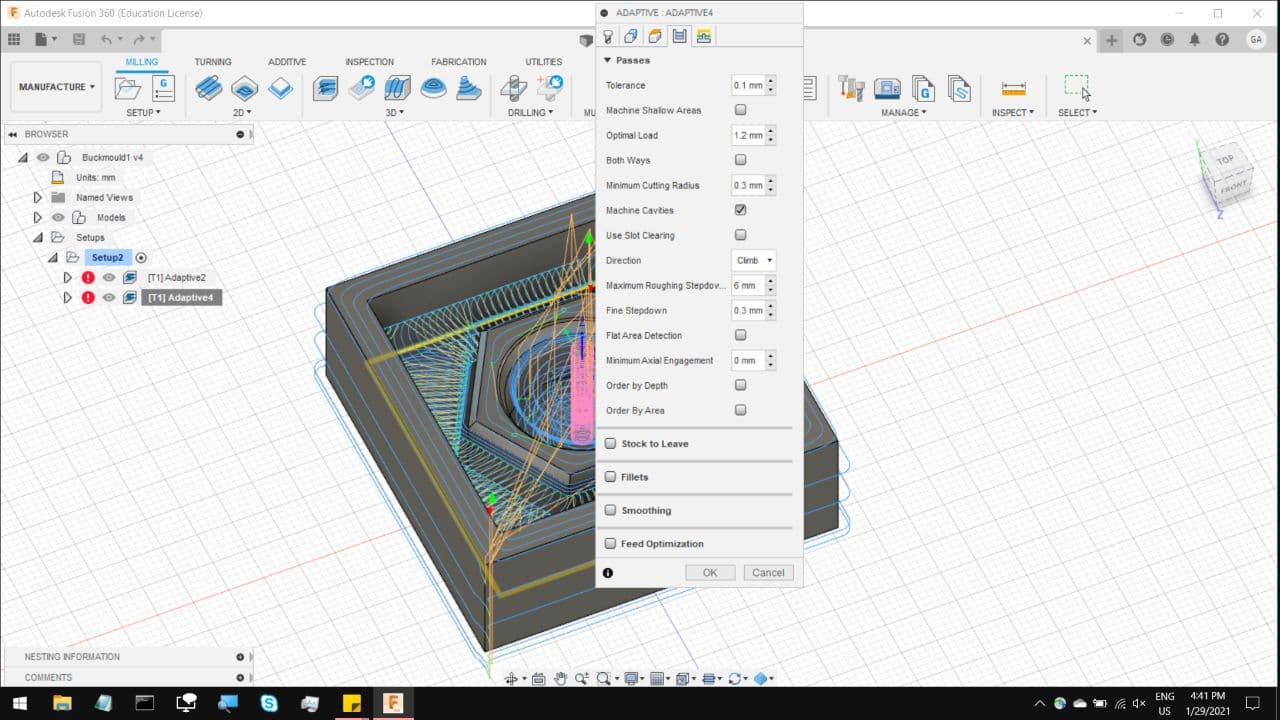 Autodesk Fusion 360 (Education License)
ADAPTIVE : ADAPTIVE4
GA
MILLING TURNING ADDITIVE INSPECTION FABRICATION UTILITIES
MANUFACTURE
SETUP 2D 3D DRILLING MU MANAGE INSPECT SELECT
BROWSER
Buckmould1 v4
Units: mm
Named Views
Models
Setups
Setup2
[T1] Adaptive2
[T1] Adaptive4
Passes
Tolerance 0.1 mm
Machine Shallow Areas
Optimal Load 1.2 mm
Both Ways
Minimum Cutting Radius 0.3 mm
Machine Cavities
Use Slot Clearing
Direction Climb
Maximum Roughing Stepdov... 6 mm
Fine Stepdown 0.3 mm
Flat Area Detection
Minimum Axial Engagement 0 mm
Order by Depth
Order By Area
Stock to Leave
Fillets
Smoothing
Feed Optimization
OK Cancel
TOP
FRONT
Z
NESTING INFORMATION
COMMENTS
ENG
US
4:41 PM
1/29/2021